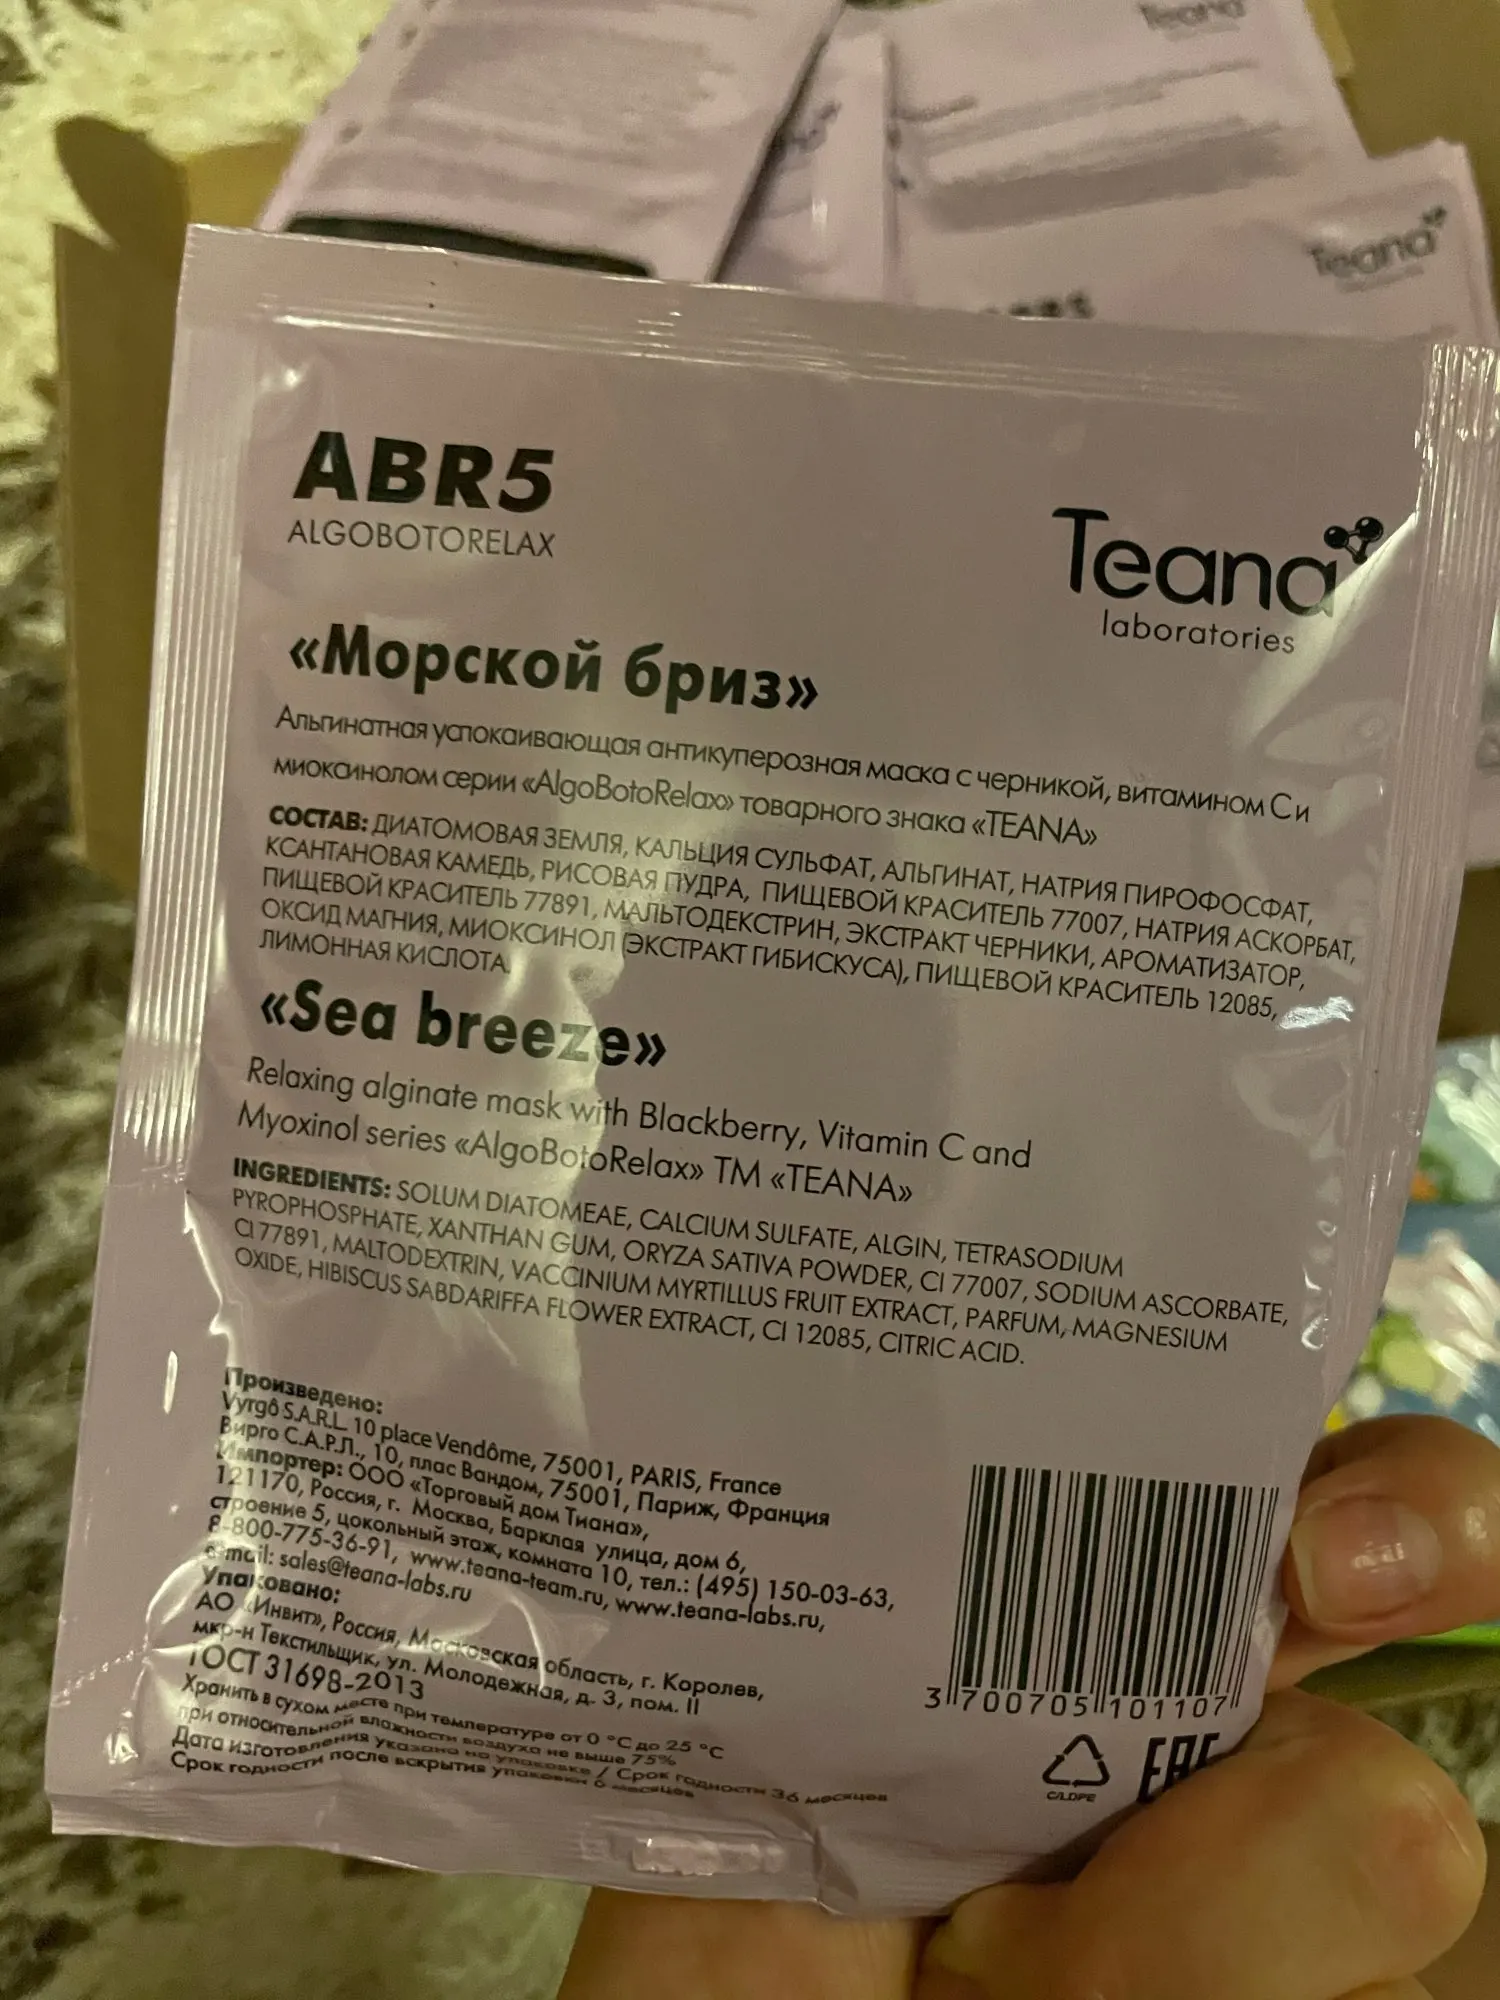 Teana
Teana
ABR5
ALGOBOTORELAX
Teana
laboratories
«Морской бриз»
Альгинатная успокаивающая антикуперозная маска с черникой, витамином С и
миоксинолом серии «AlgoBotoRelax» товарного знака «TEANA»
СОСТАВ: ДИАТОМОВАЯ ЗЕМЛЯ, КАЛЬЦИЯ СУЛЬФАТ, АЛЬГИНАТ, НАТРИЯ ПИРОФОСФАТ,
КСАНТАНОВАЯ КАМЕДЬ, РИСОВАЯ ПУДРА, ПИЩЕВОЙ КРАСИТЕЛЬ 77007, НАТРИЯ АСКОРБАТ,
ПИЩЕВОЙ КРАСИТЕЛЬ 77891, МАЛЬТОДЕКСТРИН, ЭКСТРАКТ ЧЕРНИКИ, АРОМАТИЗАТОР,
ОКСИД МАГНИЯ, МИОКСИНОЛ (ЭКСТРАКТ ГИБИСКУСА), ПИЩЕВОЙ КРАСИТЕЛЬ 12085,
ЛИМОННАЯ КИСЛОТА.
«Sea breeze»
Relaxing alginate mask with Blackberry, Vitamin C and
Myoxinol series «AlgoBotoRelax» TM «TEANA»
INGREDIENTS: SOLUM DIATOMEAE, CALCIUM SULFATE, ALGIN, TETRASODIUM
PYROPHOSPHATE, XANTHAN GUM, ORYZA SATIVA POWDER, CI 77007, SODIUM ASCORBATE,
CI 77891, MALTODEXTRIN, VACCINIUM MYRTILLUS FRUIT EXTRACT, PARFUM, MAGNESIUM
OXIDE, HIBISCUS SABDARIFFA FLOWER EXTRACT, CI 12085, CITRIC ACID.
Произведено:
Vyrgô S.A.R.L. 10 place Vendôme, 75001, PARIS, France
Вирго С.А.Р.Л., 10, плас Вандом, 75001, Париж, Франция
Импортер: ООО «Торговый дом Тиана»,
121170, Россия, г. Москва, Барклая улица, дом 6,
строение 5, цокольный этаж, комната 10, тел.: (495) 150-03-63,
8-800-775-36-91, www.teana-team.ru, www.teana-labs.ru,
e-mail: sales@teana-labs.ru
Упаковано:
АО «Инвит», Россия, Московская область, г. Королев,
мкр-н Текстильщик, ул. Молодежная, д. 3, пом. II
ГОСТ 31698-2013
Хранить в сухом месте при температуре от 0 °С до 25 °С
при относительной влажности воздуха не выше 75%
Дата изготовления указана на упаковке / Срок годности 36 месяцев
Срок годности после вскрытия упаковки 6 месяцев
3 700705 101107
C/LDPE
EAC